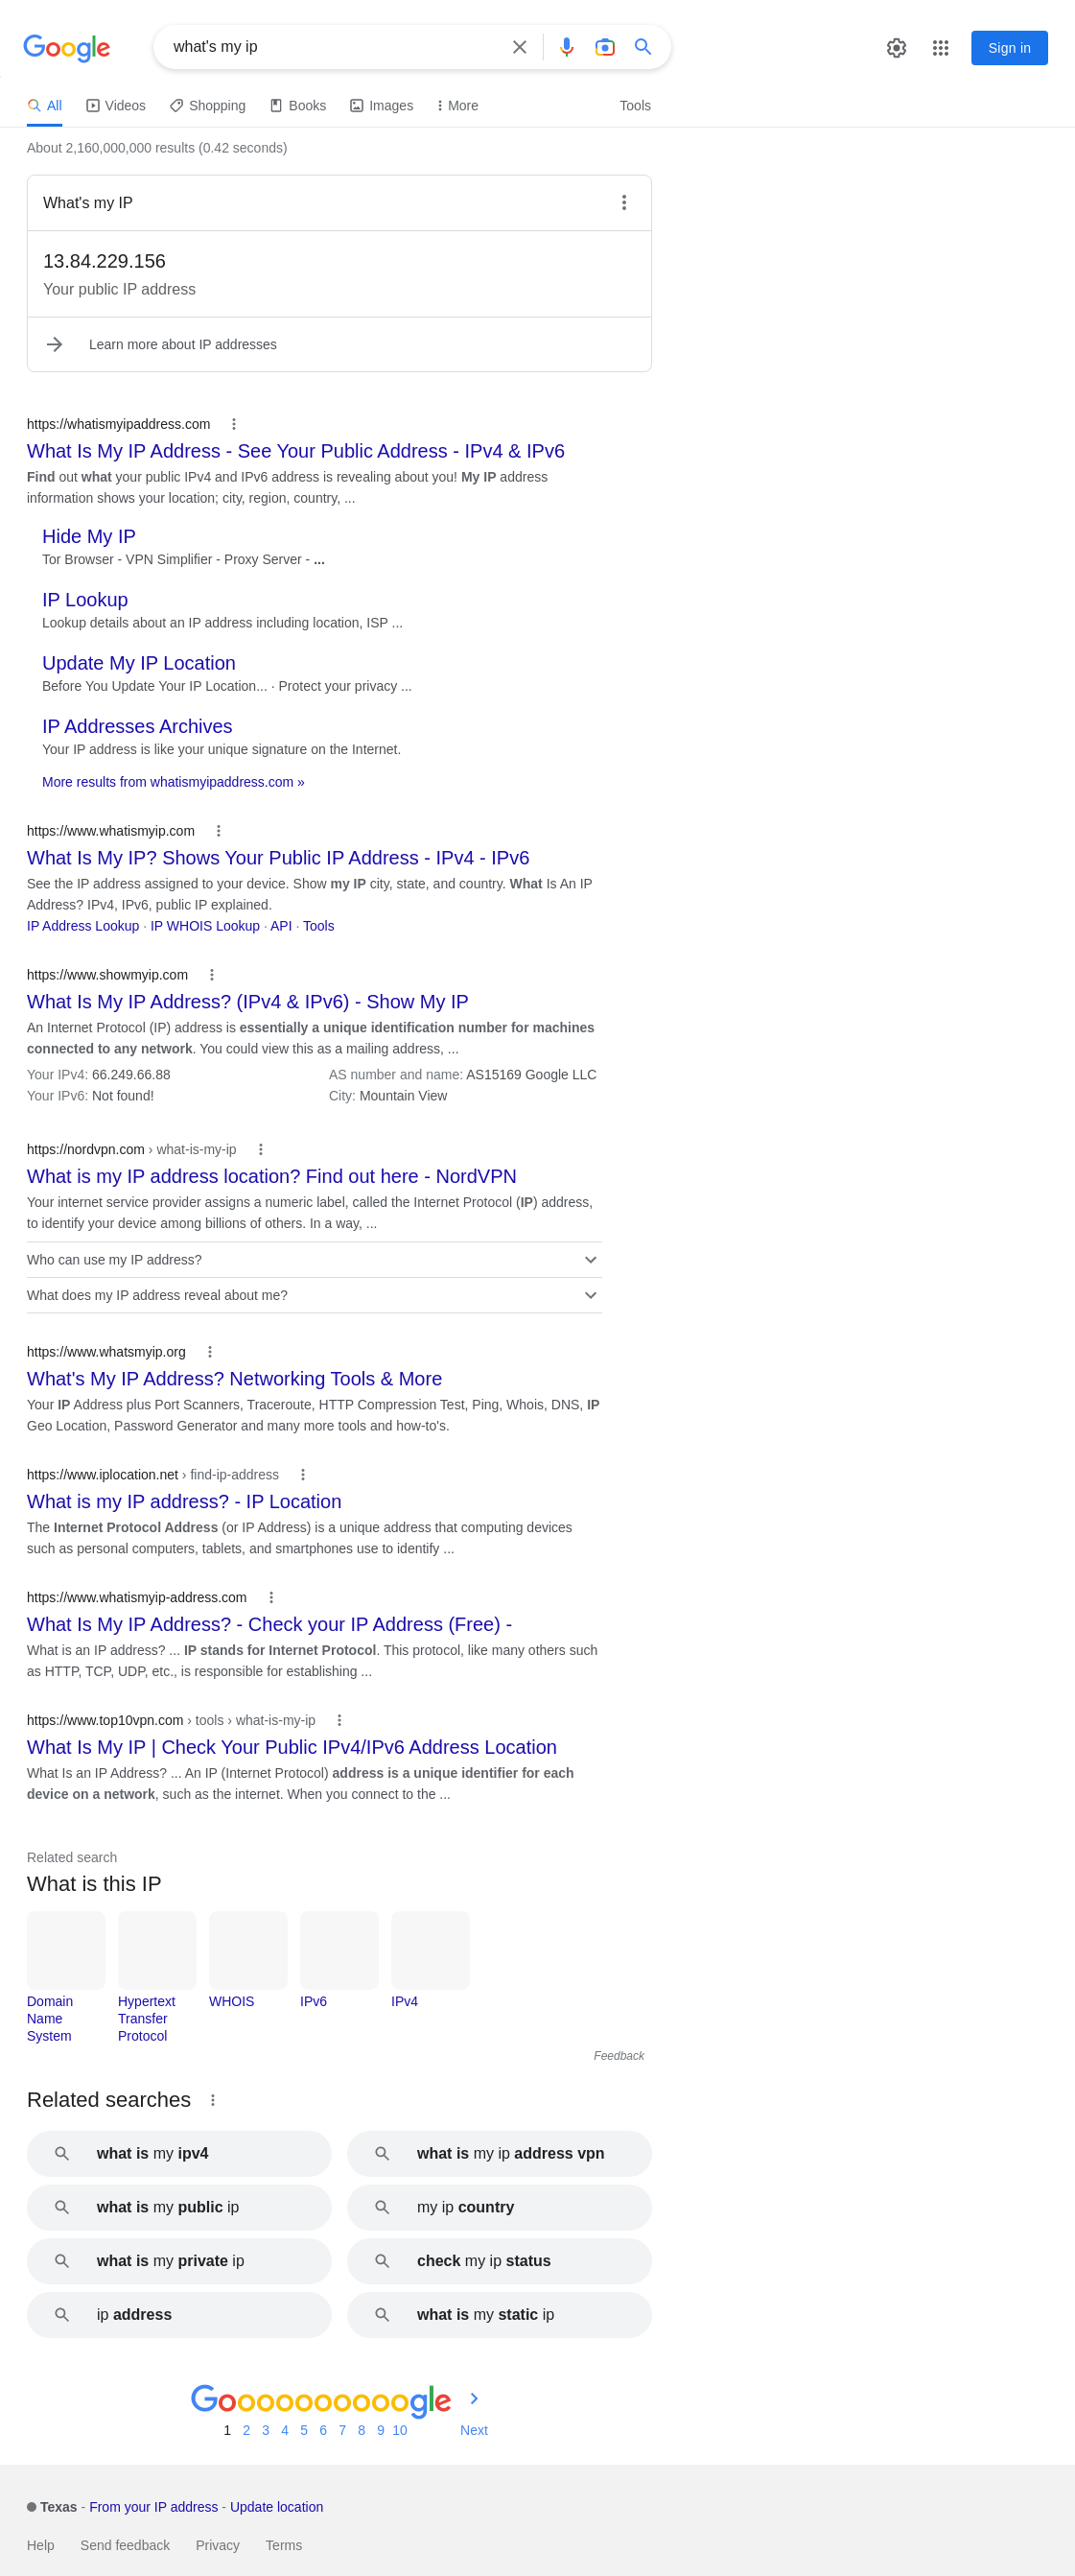 Google
what's my ip
Sign in
All
Videos
Shopping
Books
Images
More
Tools
About 2,160,000,000 results (0.42 seconds)
What's my IP
13.84.229.156
Your public IP address
Learn more about IP addresses
https://whatismyipaddress.com
What Is My IP Address - See Your Public Address - IPv4 & IPv6
Find out what your public IPv4 and IPv6 address is revealing about you! My IP address
information shows your location; city, region, country, ...
Hide My IP
Tor Browser - VPN Simplifier - Proxy Server - ...
IP Lookup
Lookup details about an IP address including location, ISP ...
Update My IP Location
Before You Update Your IP Location... · Protect your privacy ...
IP Addresses Archives
Your IP address is like your unique signature on the Internet.
More results from whatismyipaddress.com »
https://www.whatismyip.com
What Is My IP? Shows Your Public IP Address - IPv4 - IPv6
See the IP address assigned to your device. Show my IP city, state, and country. What Is An IP
Address? IPv4, IPv6, public IP explained.
IP Address Lookup · IP WHOIS Lookup · API · Tools
https://www.showmyip.com
What Is My IP Address? (IPv4 & IPv6) - Show My IP
An Internet Protocol (IP) address is essentially a unique identification number for machines
connected to any network. You could view this as a mailing address, ...
Your IPv4: 66.249.66.88
AS number and name: AS15169 Google LLC
Your IPv6: Not found!
City: Mountain View
https://nordvpn.com › what-is-my-ip
What is my IP address location? Find out here - NordVPN
Your internet service provider assigns a numeric label, called the Internet Protocol (IP) address,
to identify your device among billions of others. In a way, ...
Who can use my IP address?
What does my IP address reveal about me?
https://www.whatsmyip.org
What's My IP Address? Networking Tools & More
Your IP Address plus Port Scanners, Traceroute, HTTP Compression Test, Ping, Whois, DNS, IP
Geo Location, Password Generator and many more tools and how-to's.
https://www.iplocation.net › find-ip-address
What is my IP address? - IP Location
The Internet Protocol Address (or IP Address) is a unique address that computing devices
such as personal computers, tablets, and smartphones use to identify ...
https://www.whatismyip-address.com
What Is My IP Address? - Check your IP Address (Free) -
What is an IP address? ... IP stands for Internet Protocol. This protocol, like many others such
as HTTP, TCP, UDP, etc., is responsible for establishing ...
https://www.top10vpn.com › tools › what-is-my-ip
What Is My IP | Check Your Public IPv4/IPv6 Address Location
What Is an IP Address? ... An IP (Internet Protocol) address is a unique identifier for each
device on a network, such as the internet. When you connect to the ...
Related search
What is this IP
Domain
Name
System
Hypertext
Transfer
Protocol
WHOIS
IPv6
IPv4
Feedback
Related searches
what is my ipv4
what is my ip address vpn
what is my public ip
my ip country
what is my private ip
check my ip status
ip address
what is my static ip
Goooooooooogle
1 2 3 4 5 6 7 8 9 10 Next
Texas - From your IP address - Update location
Help
Send feedback
Privacy
Terms